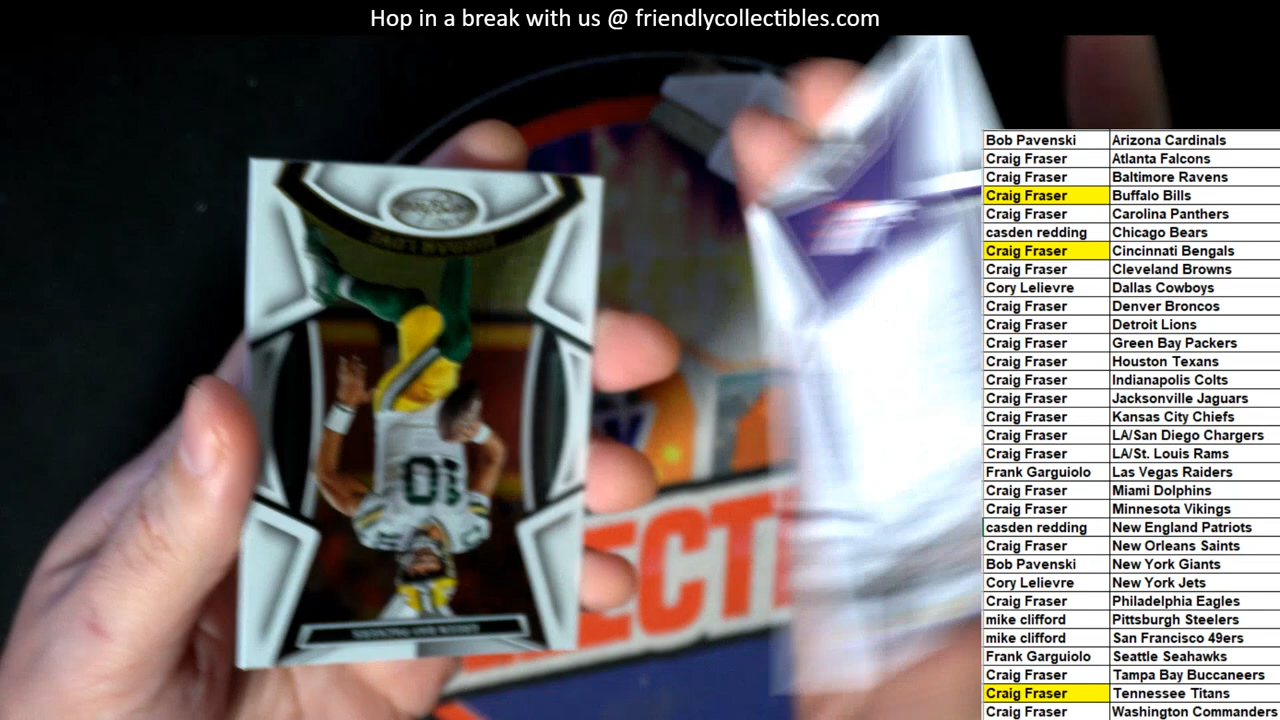 Hop in a break with us @ friendlycollectibles.com
Bob Pavenski Arizona Cardinals
Craig Fraser Atlanta Falcons
Craig Fraser Baltimore Ravens
Craig Fraser Buffalo Bills
Craig Fraser Carolina Panthers
casden redding Chicago Bears
Craig Fraser Cincinnati Bengals
Craig Fraser Cleveland Browns
Cory Lelievre Dallas Cowboys
Craig Fraser Denver Broncos
Craig Fraser Detroit Lions
Craig Fraser Green Bay Packers
Craig Fraser Houston Texans
Craig Fraser Indianapolis Colts
Craig Fraser Jacksonville Jaguars
Craig Fraser Kansas City Chiefs
Craig Fraser LA/San Diego Chargers
Craig Fraser LA/St. Louis Rams
Frank Garguiolo Las Vegas Raiders
Craig Fraser Miami Dolphins
Craig Fraser Minnesota Vikings
casden redding New England Patriots
Craig Fraser New Orleans Saints
Bob Pavenski New York Giants
Cory Lelievre New York Jets
Craig Fraser Philadelphia Eagles
mike clifford Pittsburgh Steelers
mike clifford San Francisco 49ers
Frank Garguiolo Seattle Seahawks
Craig Fraser Tampa Bay Buccaneers
Craig Fraser Tennessee Titans
Craig Fraser Washington Commanders
JORDAN LOVE
10
GREEN BAY PACKERS
ECT